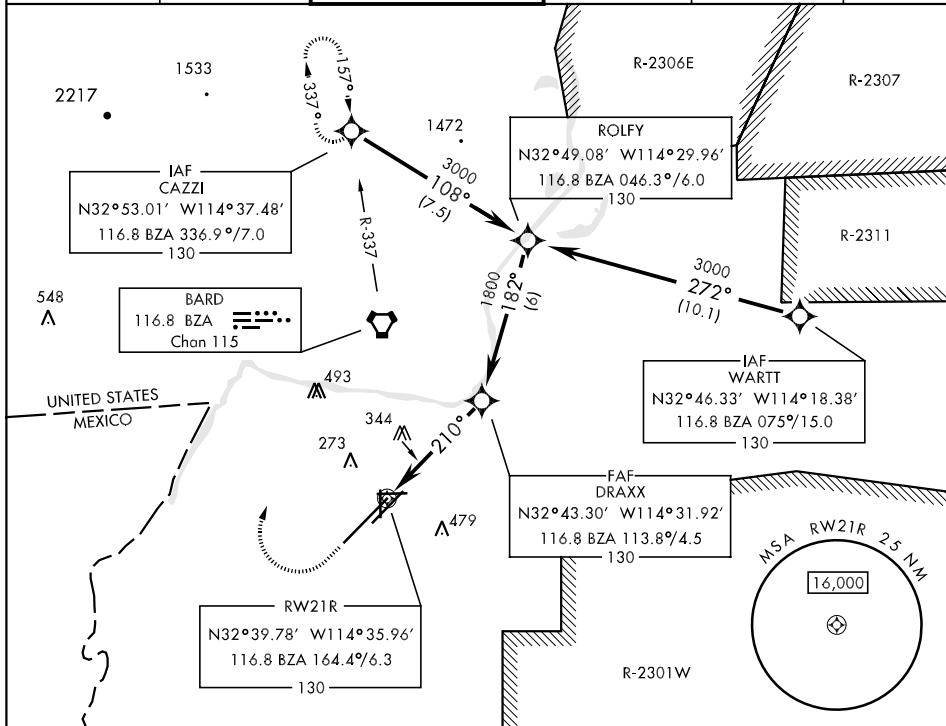 1533
2217
337°
157°
R-2306E
R-2307
1472
ROLFY
N32°49.08' W114°29.96'
116.8 BZA 046.3°/6.0
130
IAF
CAZZI
N32°53.01' W114°37.48'
116.8 BZA 336.9°/7.0
130
3000
108°
(7.5)
R-337
R-2311
3000
272°
(10.1)
1800
182°
(6)
548
BARD
116.8 BZA
Chan 115
IAF
WARTT
N32°46.33' W114°18.38'
116.8 BZA 075°/15.0
130
UNITED STATES
MEXICO
493
344
273
210°
479
FAF
DRAXX
N32°43.30' W114°31.92'
116.8 BZA 113.8°/4.5
130
MSA RW21R 25 NM
16,000
RW21R
N32°39.78' W114°35.96'
116.8 BZA 164.4°/6.3
130
R-2301W